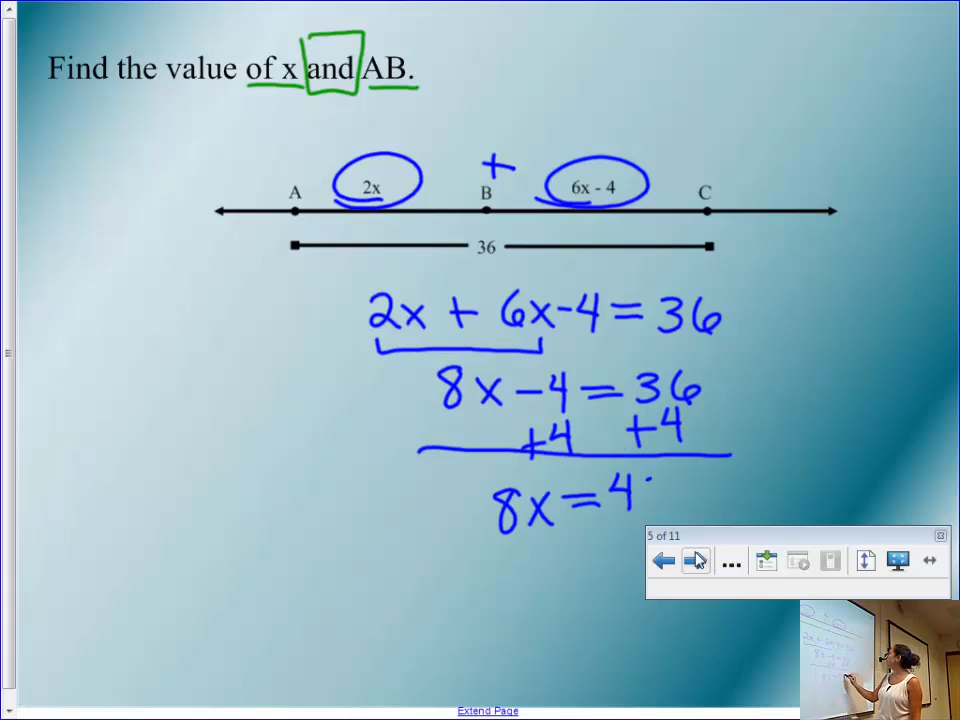 Find the value of x and AB.
+
A 2x B 6x - 4 C
36
2x + 6x-4=36
8x -4=36
+4 +4
8x=4
5 of 11
...
Extend Page